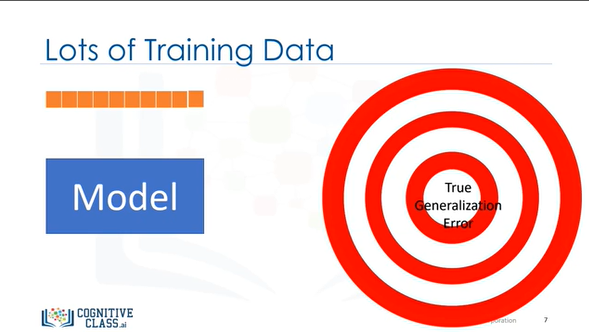 Lots of Training Data
Model
True
Generalization
Error
COGNITIVE
CLASS.ai
7